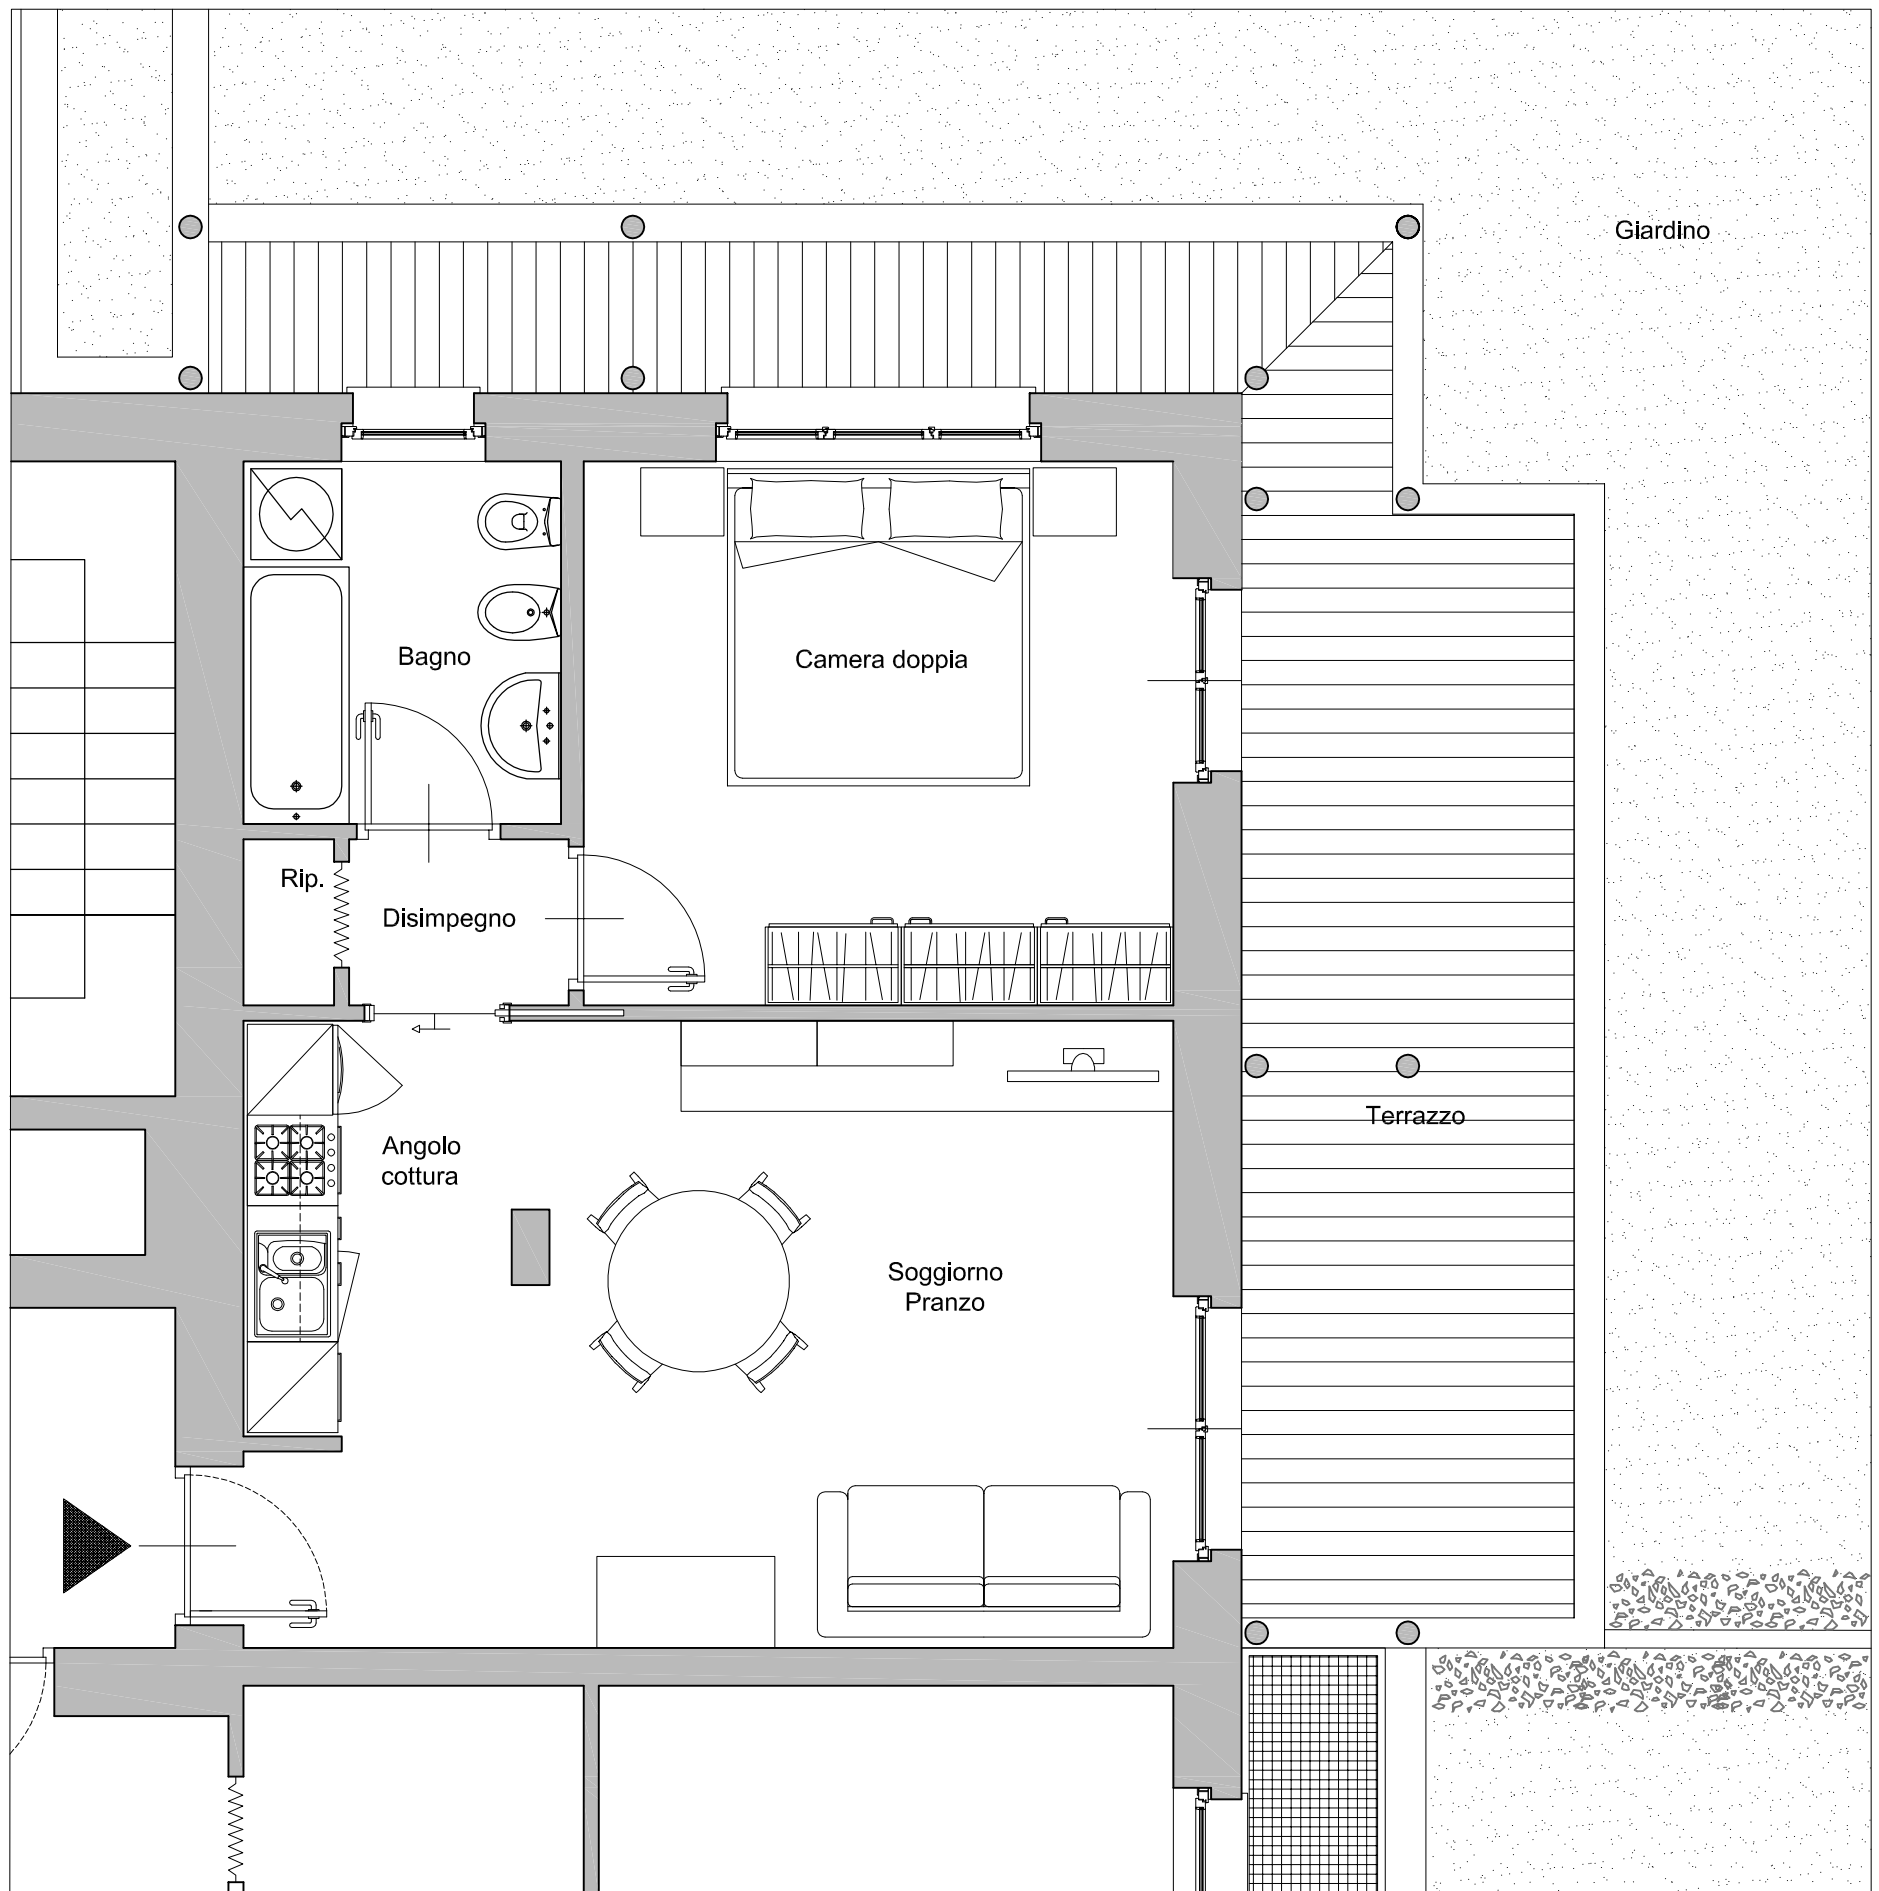 Giardino
Bagno
Camera doppia
Rip.
Disimpegno
Terrazzo
Angolo
cottura
Soggiorno
Pranzo